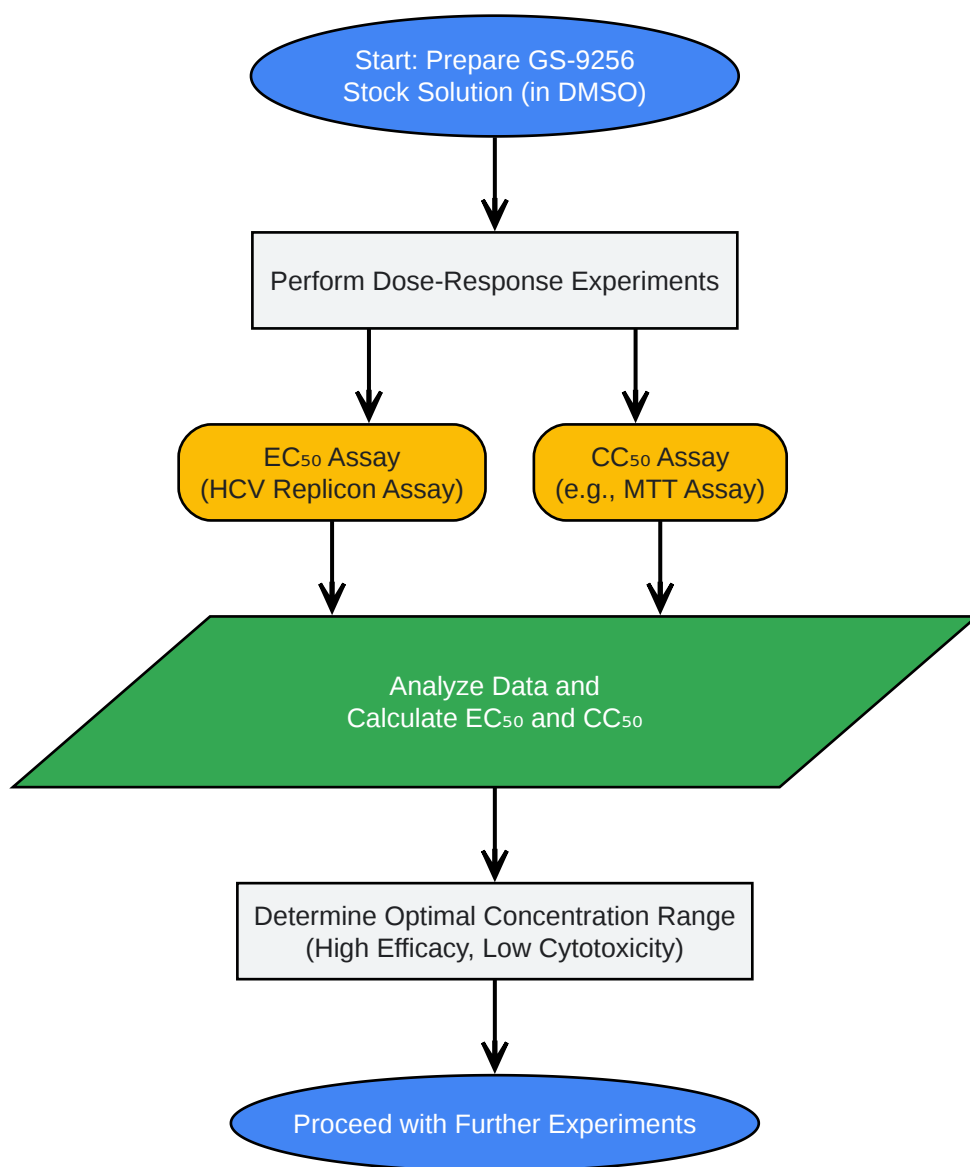 Start: Prepare GS-9256
Stock Solution (in DMSO)
Perform Dose-Response Experiments
EC₅₀ Assay
(HCV Replicon Assay)
CC₅₀ Assay
(e.g., MTT Assay)
Analyze Data and
Calculate EC₅₀ and CC₅₀
Determine Optimal Concentration Range
(High Efficacy, Low Cytotoxicity)
Proceed with Further Experiments